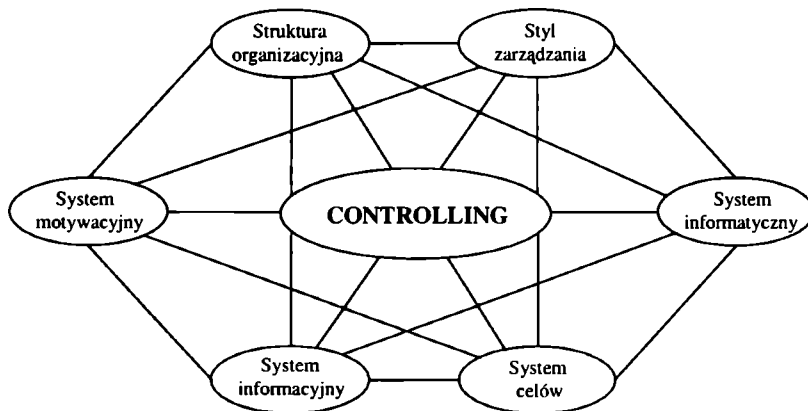 Struktura
organizacyjna
Styl
zarządzania
System
motywacyjny
CONTROLLING
System
informatyczny
System
informacyjny
System
celów